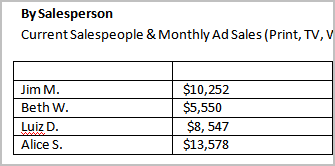 By Salesperson
Current Salespeople & Monthly Ad Sales (Print, TV,
Jim M. $10,252
Beth W. $5,550
Luiz D. $8, 547
Alice S. $13,578